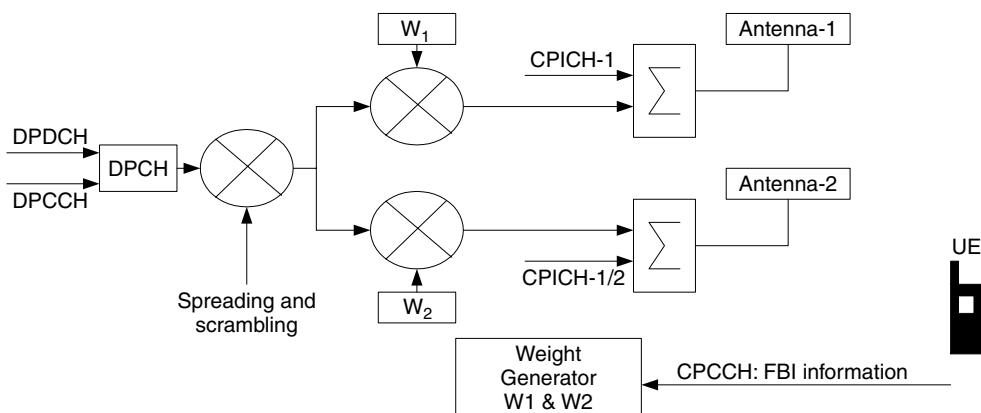 W₁
Antenna-1
CPICH-1
Σ
DPDCH
DPCH
DPCCH
Antenna-2
Σ
CPICH-1/2
UE
Spreading and
scrambling
W₂
Weight
Generator
W1 & W2
CPCCH: FBI information